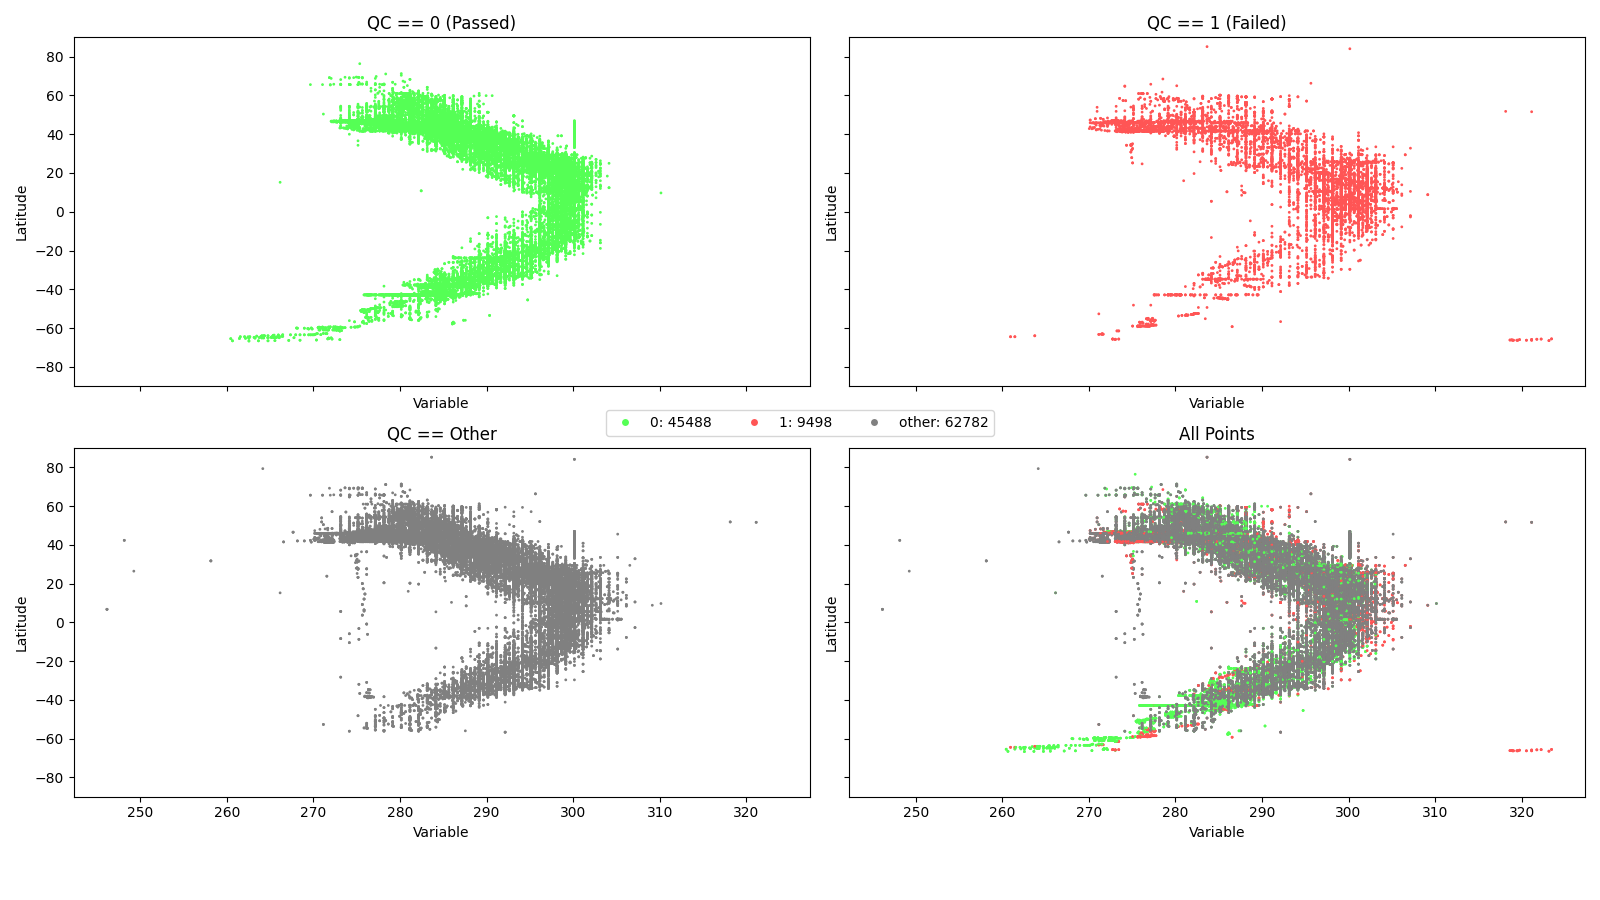 QC == 0 (Passed)
QC == 1 (Failed)
80
60
40
20
0
−20
−40
−60
−80
Latitude
Latitude
Variable
Variable
0: 45488 1: 9498 other: 62782
QC == Other
All Points
80
60
40
20
0
−20
−40
−60
−80
Latitude
Latitude
250 260 270 280 290 300 310 320
250 260 270 280 290 300 310 320
Variable
Variable